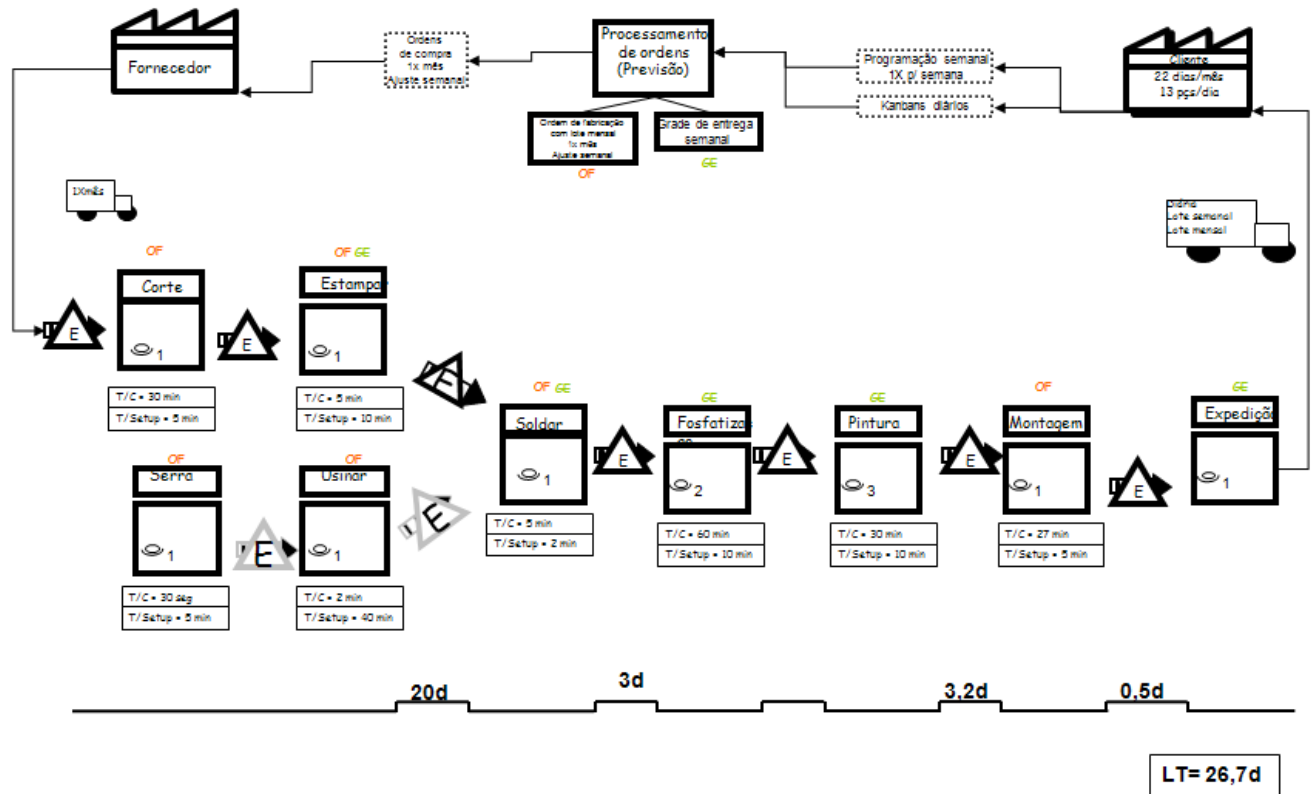 Fornecedor
Ordens
de compra
1x mês
Ajuste semanal
Processamento
de ordens
(Previsão)
Programação semanal
1X p/ semana
Kanbans diários
Cliente
22 dias/mês
13 pçs/dia
Ordem de fabricação
com lote mensal
1x mês
Ajuste semanal
OF
Grade de entrega
semanal
GE
1Xmês
Diária
Lote semanal
Lote mensal
OF
Corte
E
1
T/C = 30 min
T/Setup = 5 min
E
OF GE
Estampa
1
T/C = 5 min
T/Setup = 10 min
E
OF
Serra
1
T/C = 30 seg
T/Setup = 5 min
E
OF
Usinar
1
T/C = 2 min
T/Setup = 40 min
E
OF GE
Soldar
1
T/C = 5 min
T/Setup = 2 min
E
GE
Fosfatiza
2
T/C = 60 min
T/Setup = 10 min
E
GE
Pintura
3
T/C = 30 min
T/Setup = 10 min
E
OF
Montagem
1
T/C = 27 min
T/Setup = 5 min
E
GE
Expediçã
1
20d
3d
3,2d
0,5d
LT= 26,7d